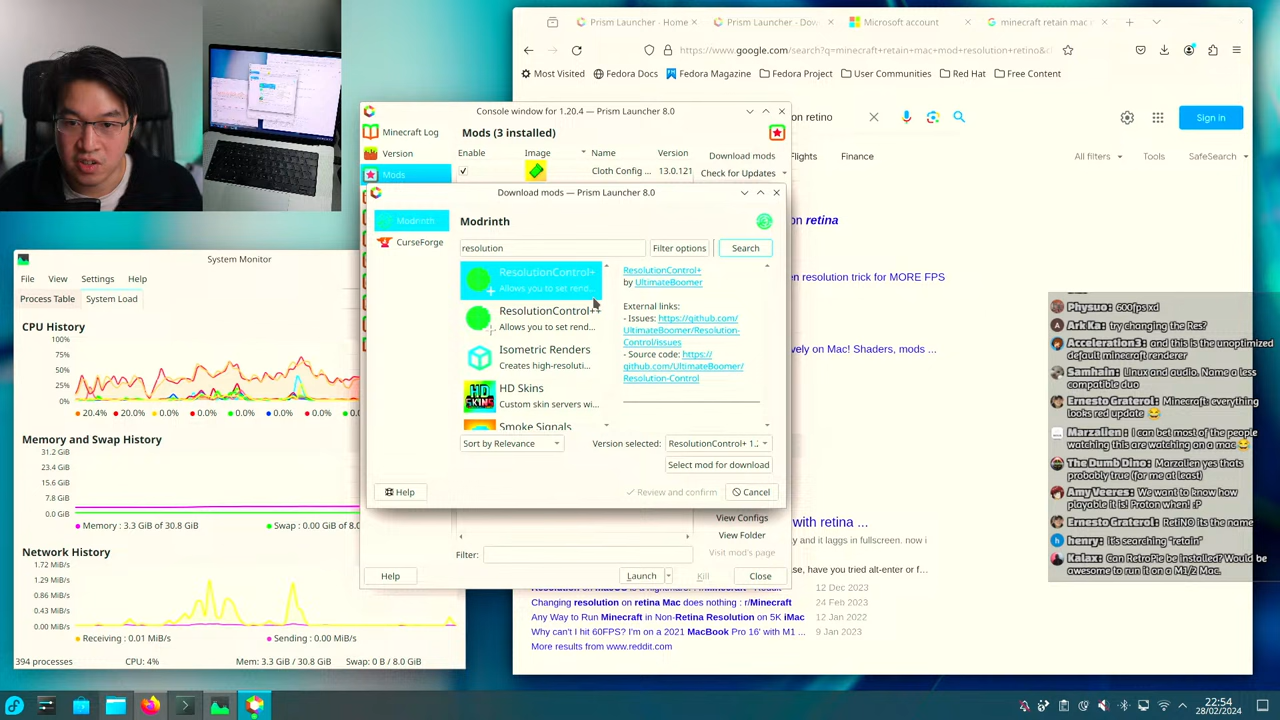 Prism Launcher - Home
Prism Launcher - Dow
Microsoft account
minecraft retain mac
https://www.google.com/search?q=minecraft+retain+mac+mod+resolution+retino&c
Most Visited
Fedora Docs
Fedora Magazine
Fedora Project
User Communities
Red Hat
Free Content
on retino
Sign in
Flights
Finance
All filters
Tools
SafeSearch
on retina
en resolution trick for MORE FPS
vely on Mac! Shaders, mods ...
with retina ...
y and it laggs in fullscreen. now i
se, have you tried alt-enter or f...
Resolution on macOS is a nightmare! : r/Minecraft - Reddit
12 Dec 2023
Changing resolution on retina Mac does nothing : r/Minecraft
24 Feb 2023
Any Way to Run Minecraft in Non-Retina Resolution on 5K iMac
12 Jan 2022
Why can't I hit 60FPS? I'm on a 2021 MacBook Pro 16' with M1 ...
9 Jan 2023
More results from www.reddit.com
Console window for 1.20.4 — Prism Launcher 8.0
Minecraft Log
Version
Mods
Mods (3 installed)
Enable
Image
Name
Version
Cloth Config ...
13.0.121
Download mods
Check for Updates
View Configs
View Folder
Visit mod's page
Filter:
Help
Launch
Kill
Close
Download mods — Prism Launcher 8.0
Modrinth
CurseForge
Modrinth
resolution
Filter options
Search
ResolutionControl+
Allows you to set rend...
ResolutionControl++
Allows you to set rend...
Isometric Renders
Creates high-resoluti...
HD Skins
Custom skin servers wi...
Smoke Signals
ResolutionControl+
by UltimateBoomer
External links:
- Issues: https://github.com/
UltimateBoomer/Resolution-
Control/issues
- Source code: https://
github.com/UltimateBoomer/
Resolution-Control
Sort by Relevance
Version selected:
ResolutionControl+ 1.
Select mod for download
Help
Review and confirm
Cancel
System Monitor
File
View
Settings
Help
Process Table
System Load
CPU History
100%
75%
50%
25%
0%
20.4%
20.0%
0.0%
0.0%
0.0%
0.0%
0.0%
Memory and Swap History
31.2 GiB
23.4 GiB
15.6 GiB
7.8 GiB
0.0 GiB
Memory : 3.3 GiB of 30.8 GiB
Swap : 0.00 GiB of 8.0
Network History
1.72 MiB/s
1.29 MiB/s
0.86 MiB/s
0.43 MiB/s
0.00 MiB/s
Receiving : 0.01 MiB/s
Sending : 0.00 MiB/s
394 processes
CPU: 4%
Mem: 3.3 GiB / 30.8 GiB
Swap: 0 B / 8.0 GiB
Physuo: 600fps xd
Ark Ka: try changing the Res?
Acceleration3: and this is the unoptimized
default minecraft renderer
Samhain: Linux and audio. Name a less
compatible duo
Ernesto Graterol: Minecraft: everything
looks red update 😂
Marzalien: I can bet most of the people
watching this are watching on a mac 😂
The Dumb Dino: Marzalien yes thats
probably true (for me at least!)
Amy Veeres: We want to know how
playable it is! Proton when! :P
Ernesto Graterol: RetiNO its the name
henry: it's searching "retain"
Kalax: Can RetroPie be installed? Would be
awesome to run it on a M1/2 Mac.
22:54
28/02/2024